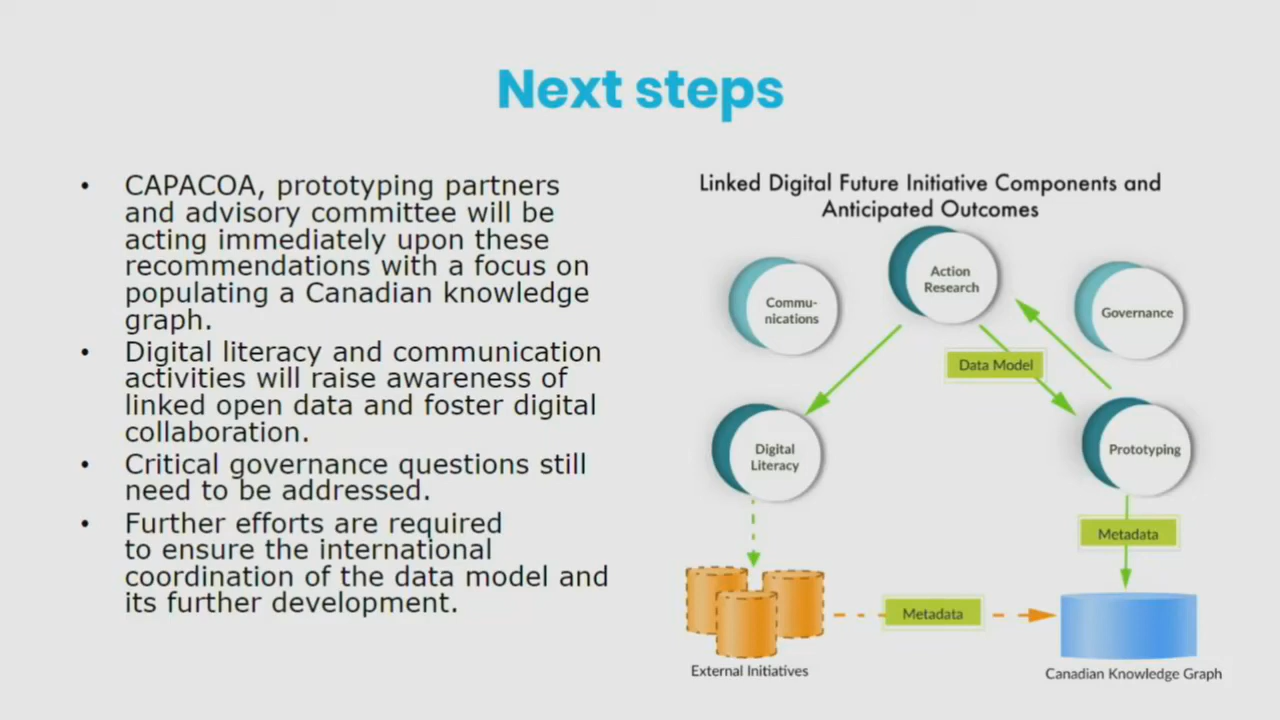 Next steps
• CAPACOA, prototyping partners
and advisory committee will be
acting immediately upon these
recommendations with a focus on
populating a Canadian knowledge
graph.
• Digital literacy and communication
activities will raise awareness of
linked open data and foster digital
collaboration.
• Critical governance questions still
need to be addressed.
• Further efforts are required
to ensure the international
coordination of the data model and
its further development.
Linked Digital Future Initiative Components and
Anticipated Outcomes
Action
Research
Commu-
nications
Governance
Data Model
Digital
Literacy
Prototyping
Metadata
Metadata
External Initiatives
Canadian Knowledge Graph